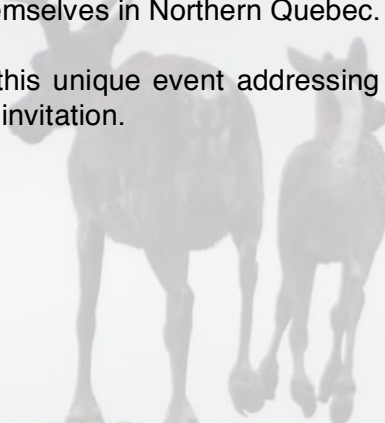 emselves in Northern Quebec.
this unique event addressing
invitation.